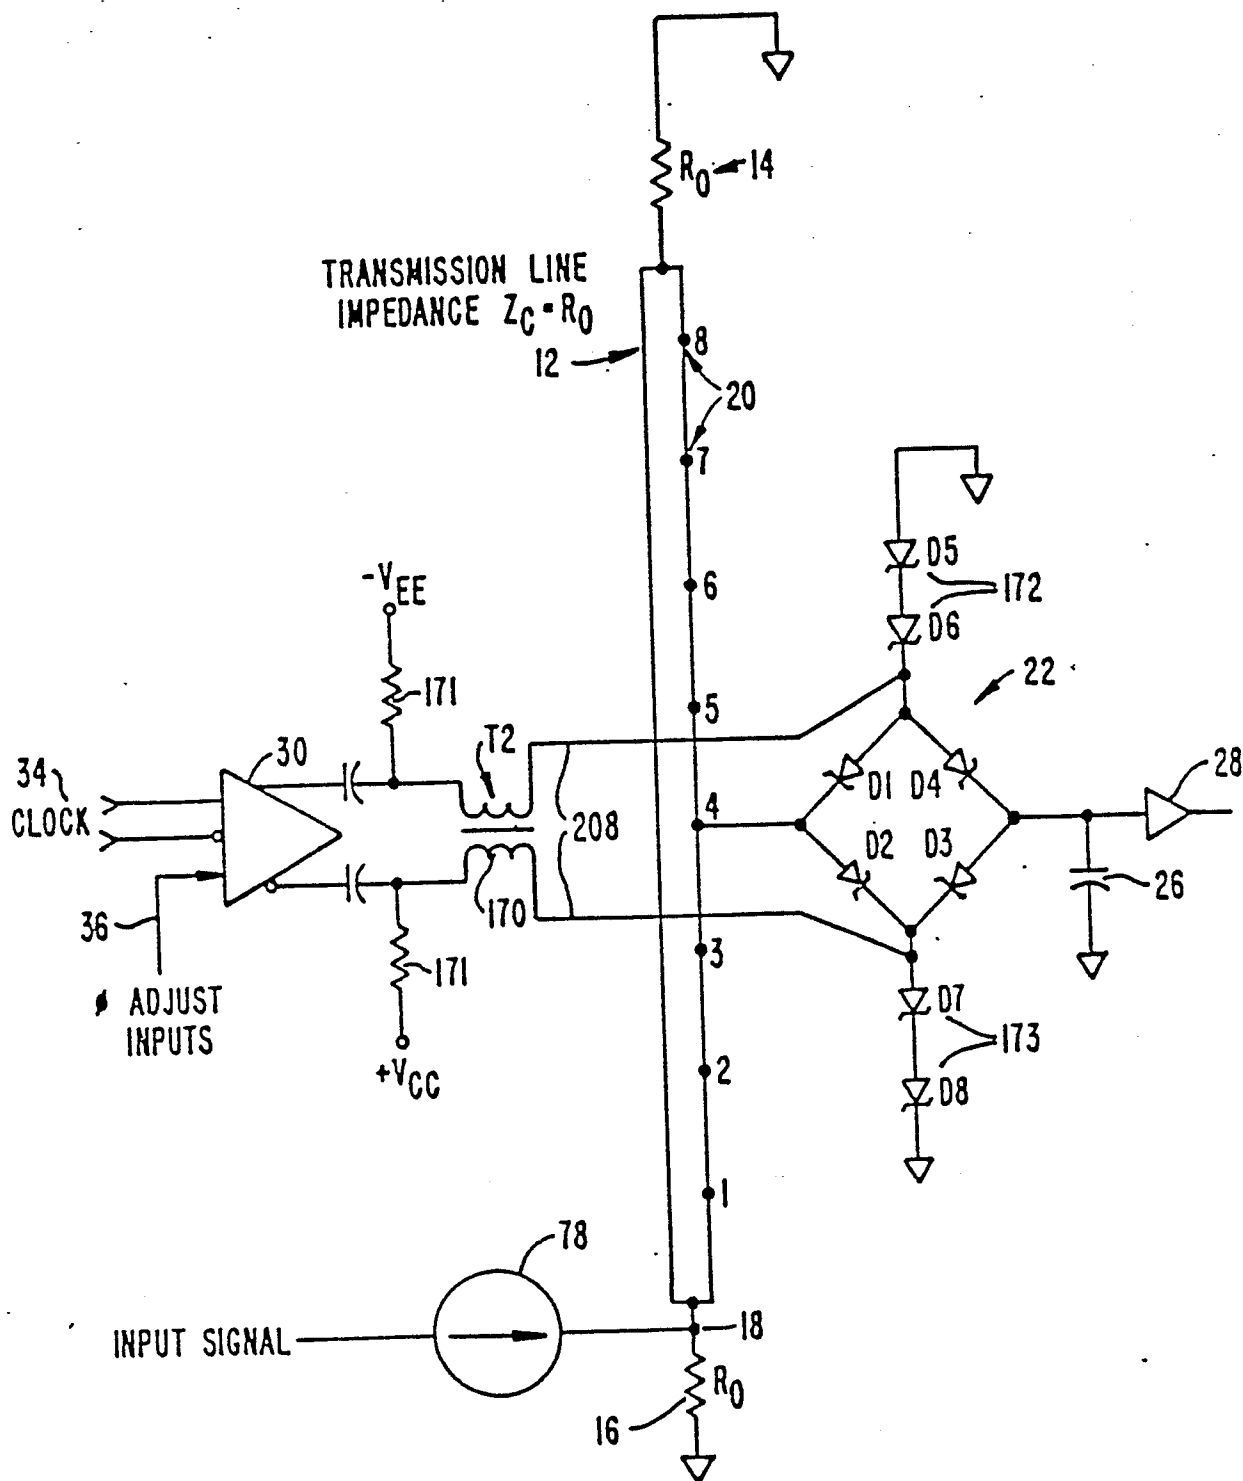 R0 14
TRANSMISSION LINE
IMPEDANCE ZC = R0
12
8
20
7
D5
172
-VEE
6
D6
22
171
5
T2
30
34
CLOCK
28
D1 D4
4
208
D2 D3
26
170
36
3
171
D7
ø ADJUST
INPUTS
173
2
+VCC
D8
1
78
INPUT SIGNAL
18
R0
16